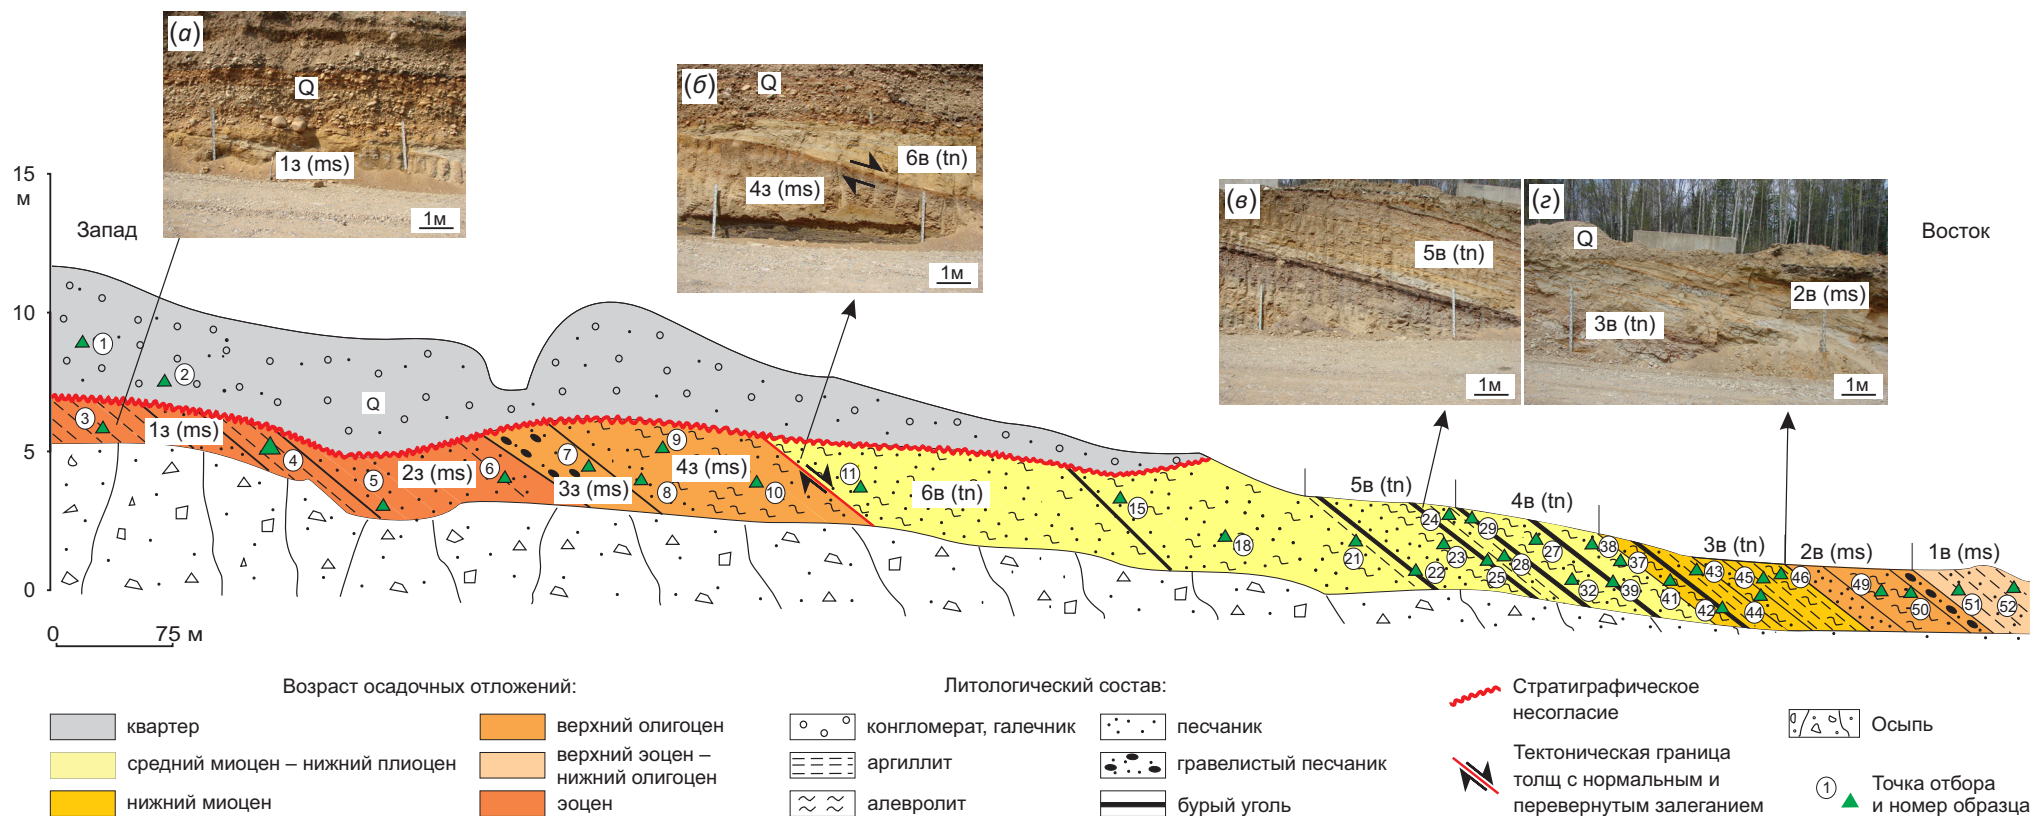 (а)
Q
1з (ms)
1м
(б)
Q
6в (tn)
4з (ms)
1м
(в)
5в (tn)
1м
(г)
Q
2в (ms)
3в (tn)
1м
15
м
10
5
0
Запад
Восток
1
2
Q
3
1з (ms)
4
5
2з (ms)
6
7
3з (ms)
8
9
4з (ms)
10
11
6в (tn)
15
18
5в (tn)
21
22
23
24
25
28
29
4в (tn)
27
32
38
37
39
41
42
3в (tn)
43
45
44
46
2в (ms)
49
50
1в (ms)
51
52
0 75 м
Возраст осадочных отложений:
квартер
средний миоцен – нижний плиоцен
нижний миоцен
верхний олигоцен
верхний эоцен –
нижний олигоцен
эоцен
Литологический состав:
конгломерат, галечник
аргиллит
алевролит
песчаник
гравелистый песчаник
бурый уголь
Стратиграфическое
несогласие
Тектоническая граница
толщ с нормальным и
перевернутым залеганием
Осыпь
1
Точка отбора
и номер образца